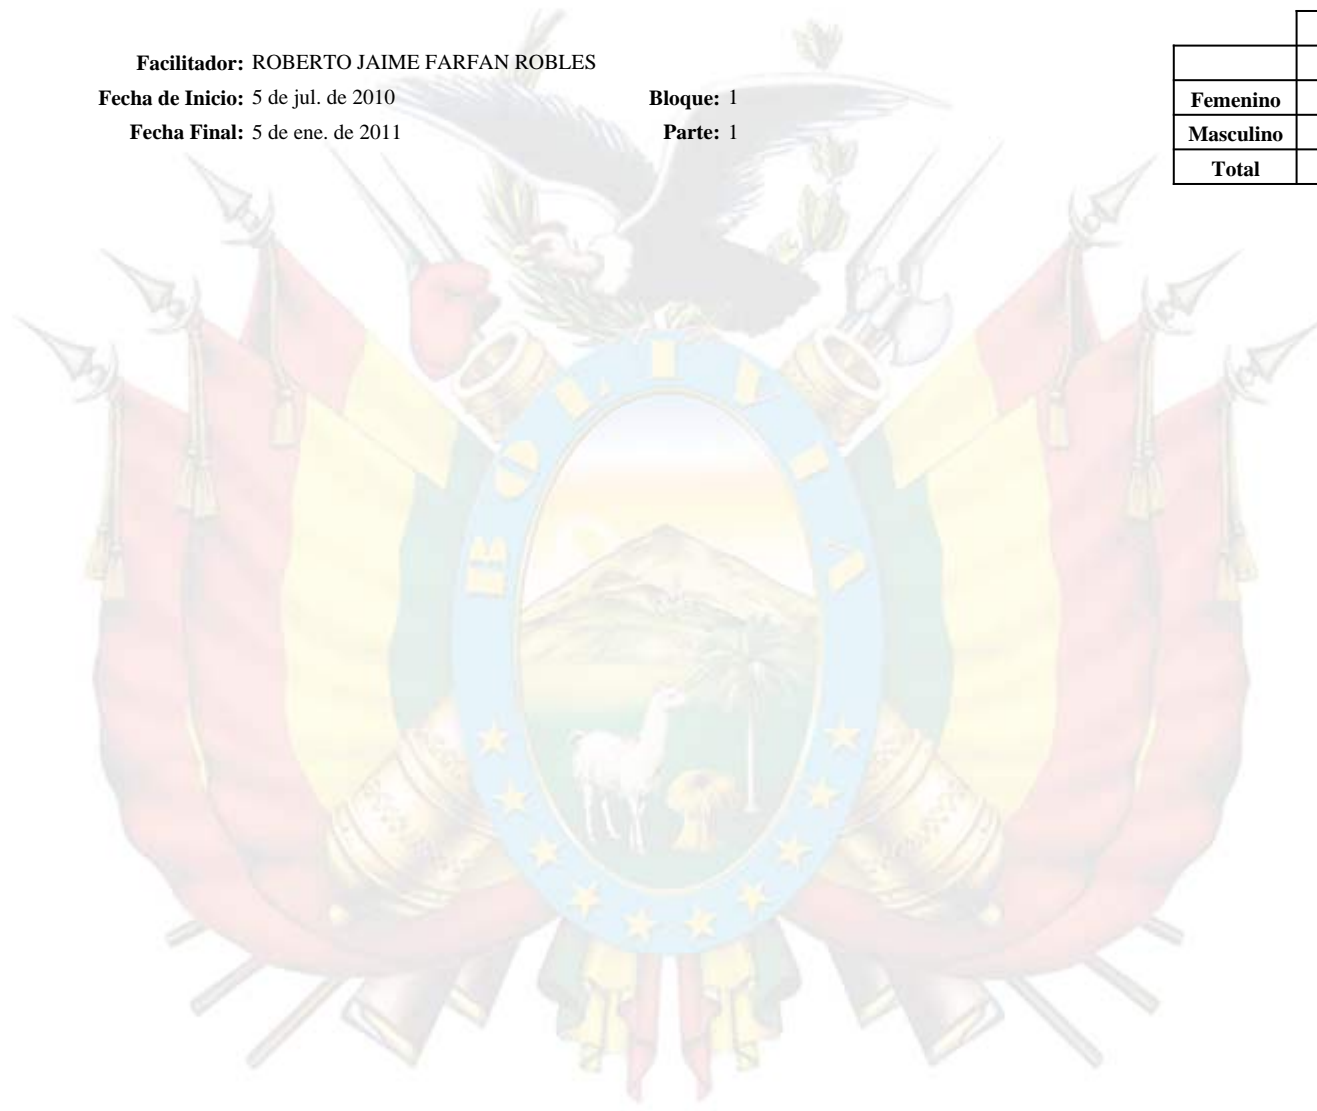 Facilitador: ROBERTO JAIME FARFAN ROBLES
Fecha de Inicio: 5 de jul. de 2010 Bloque: 1
Fecha Final: 5 de ene. de 2011 Parte: 1
Femenino
Masculino
Total
BOLIVIA